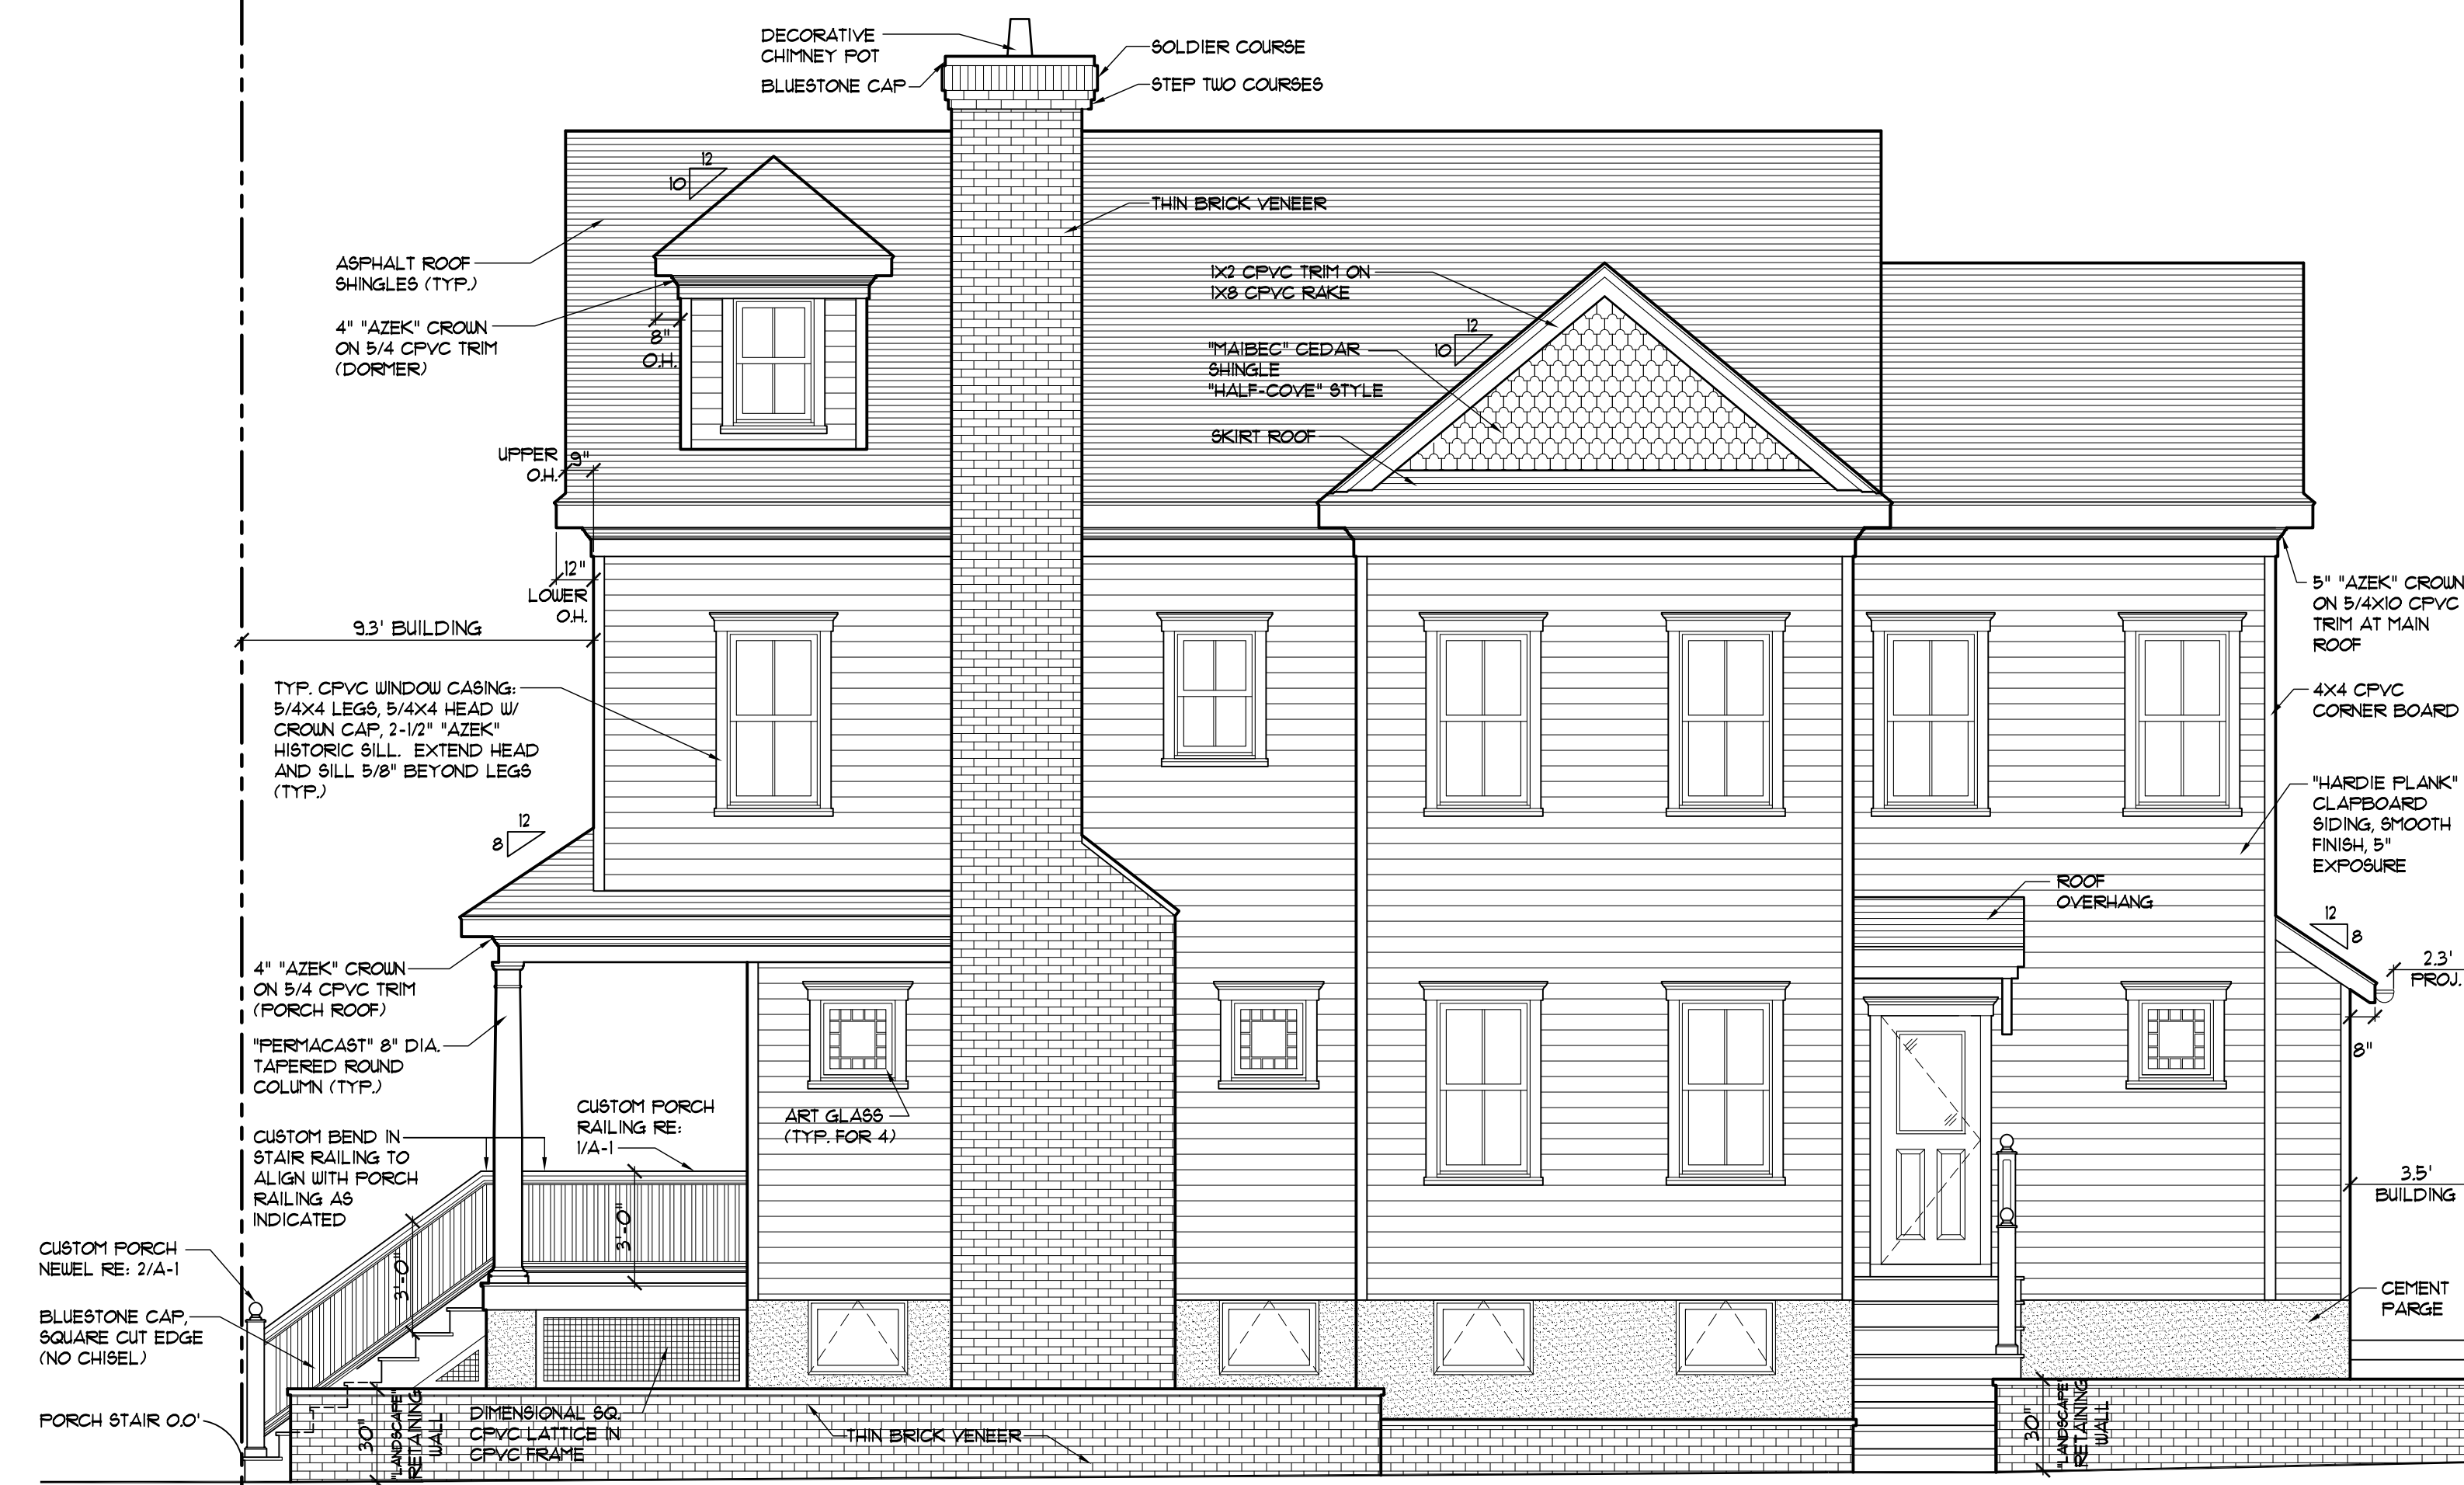 DECORATIVE
CHIMNEY POT
BLUESTONE CAP
SOLDIER COURSE
STEP TWO COURSES
12
10
THIN BRICK VENEER
ASPHALT ROOF
SHINGLES (TYP.)
4" "AZEK" CROWN
ON 5/4 CPVC TRIM
(DORMER)
8"
O.H.
1X2 CPVC TRIM ON
1X8 CPVC RAKE
12
10
"MAIBEC" CEDAR
SHINGLE
"HALF-COVE" STYLE
SKIRT ROOF
UPPER
O.H.
9"
12"
LOWER
O.H.
9.3' BUILDING
5" "AZEK" CROWN
ON 5/4X10 CPVC
TRIM AT MAIN
ROOF
TYP. CPVC WINDOW CASING:
5/4X4 LEGS, 5/4X4 HEAD W/
CROWN CAP, 2-1/2" "AZEK"
HISTORIC SILL. EXTEND HEAD
AND SILL 5/8" BEYOND LEGS
(TYP.)
4X4 CPVC
CORNER BOARD
"HARDIE PLANK"
CLAPBOARD
SIDING, SMOOTH
FINISH, 5"
EXPOSURE
12
8
ROOF
OVERHANG
12
8
2.3'
PROJ.
8"
4" "AZEK" CROWN
ON 5/4 CPVC TRIM
(PORCH ROOF)
"PERMACAST" 8" DIA.
TAPERED ROUND
COLUMN (TYP.)
CUSTOM PORCH
RAILING RE:
1/A-1
ART GLASS
(TYP. FOR 4)
CUSTOM BEND IN
STAIR RAILING TO
ALIGN WITH PORCH
RAILING AS
INDICATED
3'-0"
3'-0"
3.5'
BUILDING
CUSTOM PORCH
NEWEL RE: 2/A-1
BLUESTONE CAP,
SQUARE CUT EDGE
(NO CHISEL)
CEMENT
PARGE
PORCH STAIR 0.0'
30"
"LANDSCAPE"
RETAINING
WALL
DIMENSIONAL SQ.
CPVC LATTICE IN
CPVC FRAME
THIN BRICK VENEER
30"
"LANDSCAPE"
RETAINING
WALL